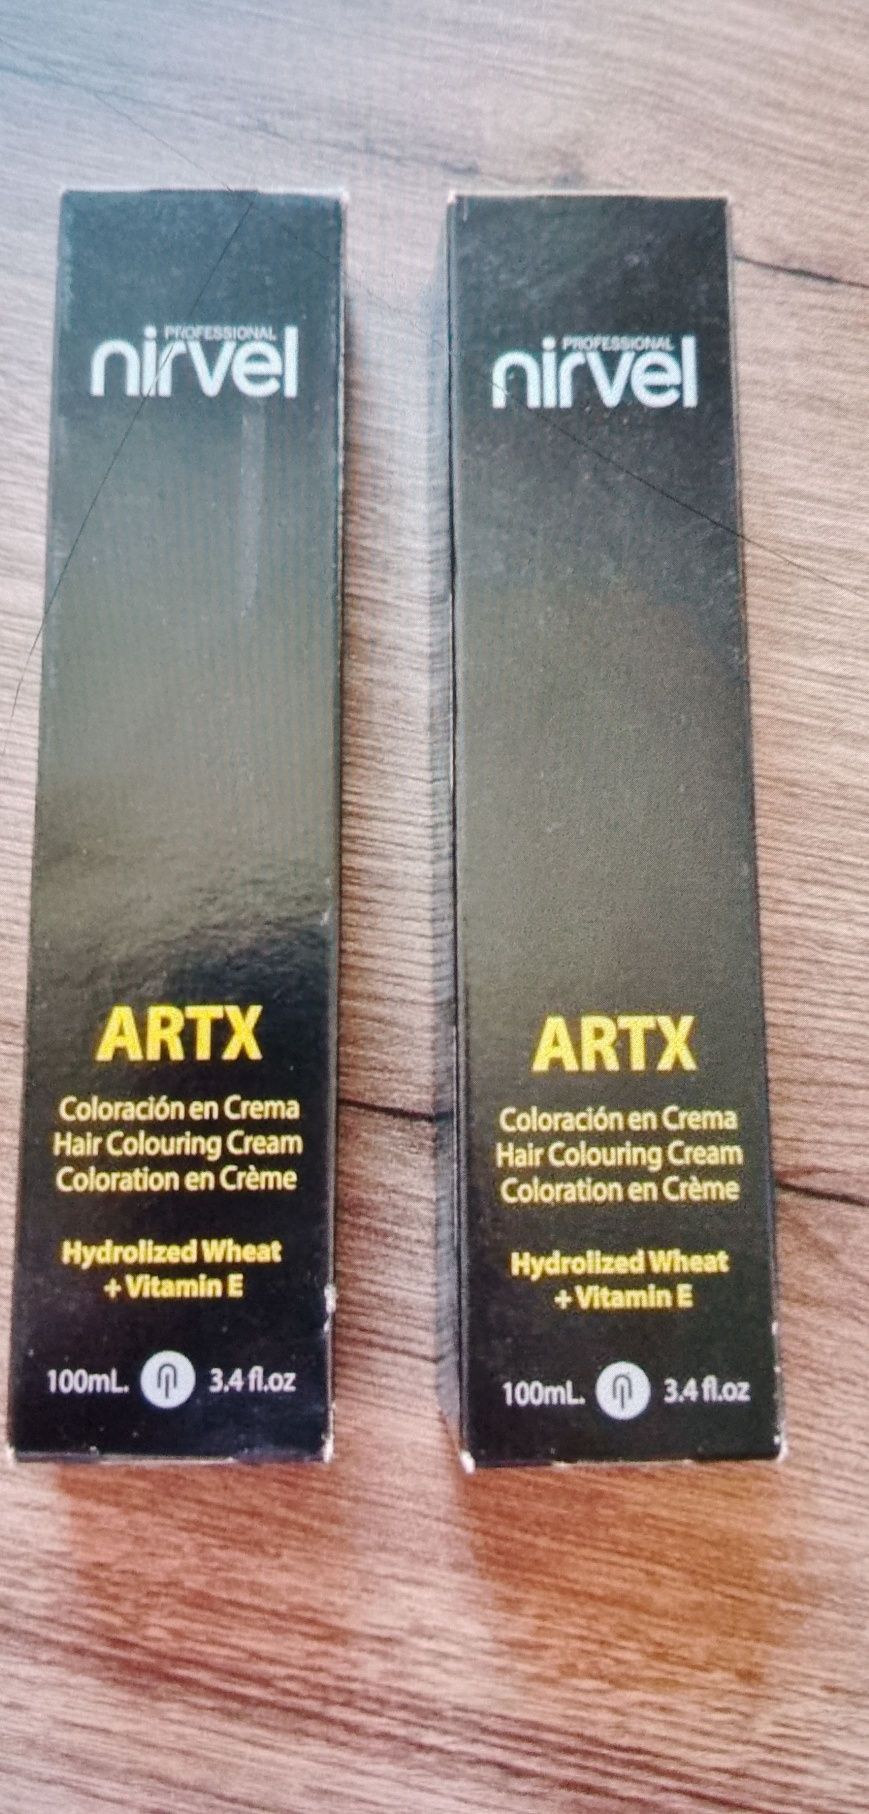 PROFESSIONAL
nirvel
ARTX
Coloración en Crema
Hair Colouring Cream
Coloration en Crème
Hydrolized Wheat
+ Vitamin E
100mL. 3.4 fl.oz
PROFESSIONAL
nirvel
ARTX
Coloración en Crema
Hair Colouring Cream
Coloration en Crème
Hydrolized Wheat
+ Vitamin E
100mL. 3.4 fl.oz